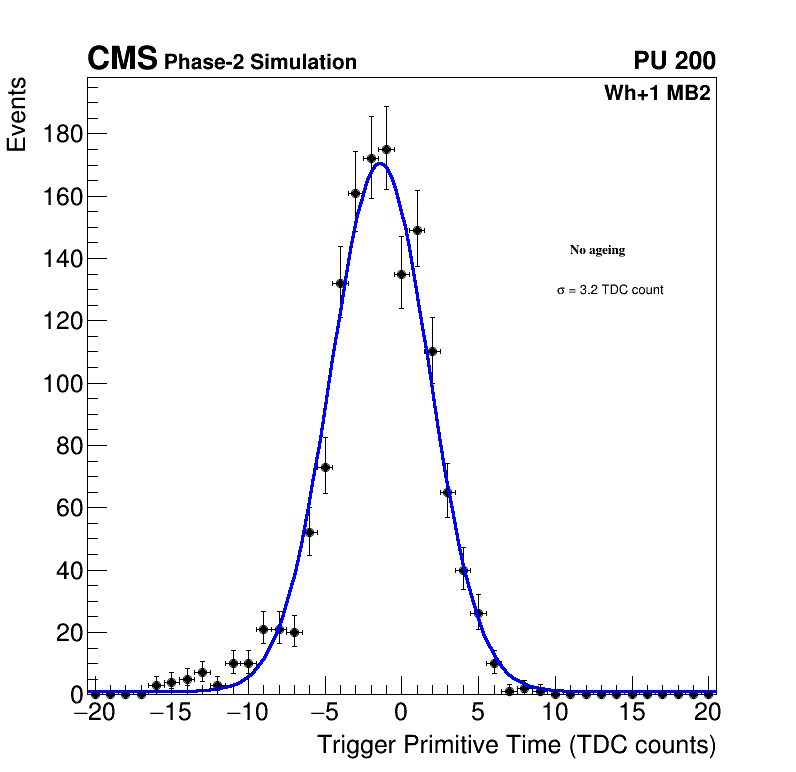 CMS Phase-2 Simulation PU 200
Wh+1 MB2
Events
180
160
140
120
100
80
60
40
20
0
No ageing
σ = 3.2 TDC count
−20 −15 −10 −5 0 5 10 15 20
Trigger Primitive Time (TDC counts)